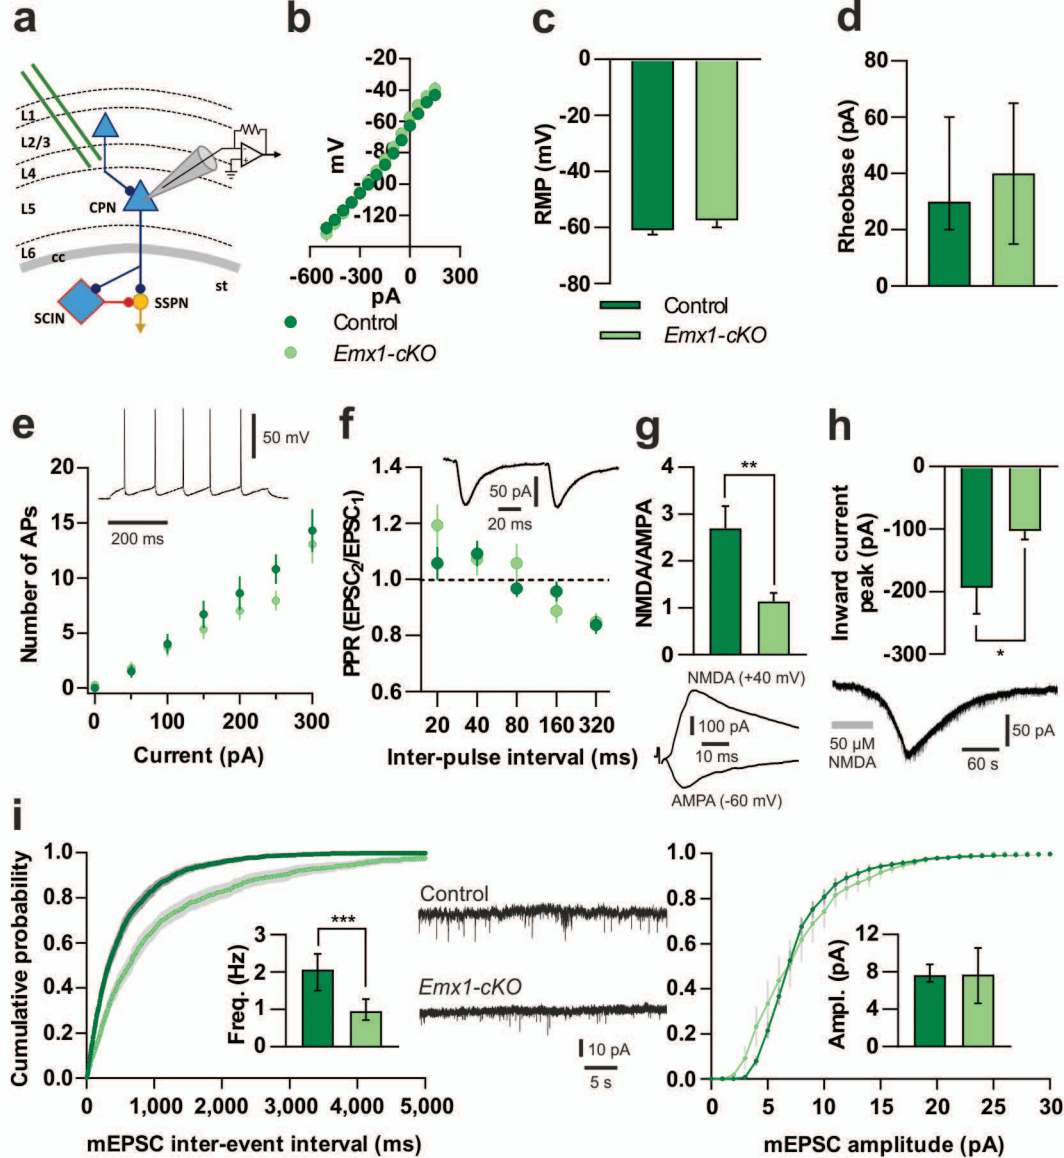 a
L1
L2/3
L4
L5
L6
cc
CPN
st
SCIN
SSPN
b
-20
-40
-60
-80
-100
-120
mV
-600
-300
0
300
pA
Control
Emx1-cKO
c
0
-20
-40
-60
-80
RMP (mV)
Control
Emx1-cKO
d
80
60
40
20
0
Rheobase (pA)
e
50 mV
200 ms
20
15
10
5
0
Number of APs
0
100
200
300
Current (pA)
f
1.4
1.2
1.0
0.8
0.6
PPR (EPSC2/EPSC1)
50 pA
20 ms
20
40
80
160
320
Inter-pulse interval (ms)
g
4
3
2
1
0
NMDA/AMPA
**
NMDA (+40 mV)
100 pA
10 ms
AMPA (-60 mV)
h
0
-100
-200
-300
Inward current
peak (pA)
*
50 µM
NMDA
50 pA
60 s
i
1.0
0.8
0.6
0.4
0.2
0.0
Cumulative probability
0
1,000
2,000
3,000
4,000
5,000
mEPSC inter-event interval (ms)
3
2
1
0
Freq. (Hz)
***
Control
Emx1-cKO
10 pA
5 s
1.0
0.8
0.6
0.4
0.2
0.0
0
5
10
15
20
25
30
mEPSC amplitude (pA)
12
8
4
0
Ampl. (pA)